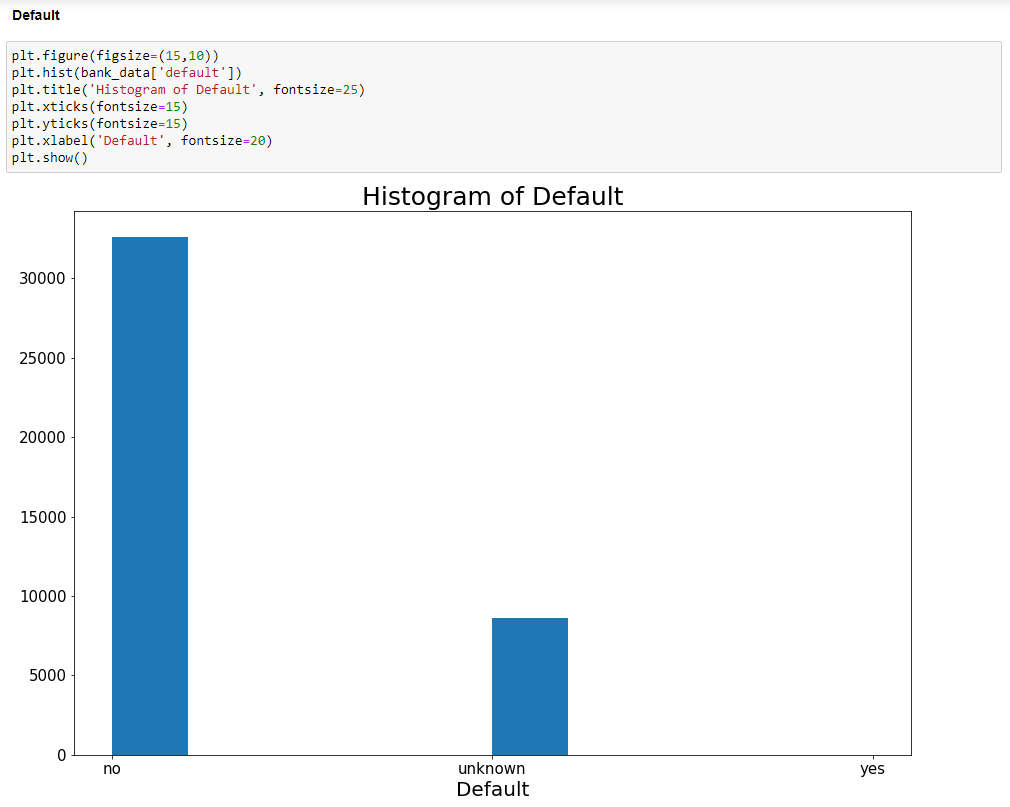 Default
plt.figure(figsize=(15,10))
plt.hist(bank_data['default'])
plt.title('Histogram of Default', fontsize=25)
plt.xticks(fontsize=15)
plt.yticks(fontsize=15)
plt.xlabel('Default', fontsize=20)
plt.show()
Histogram of Default
30000
25000
20000
15000
10000
5000
0
no unknown yes
Default